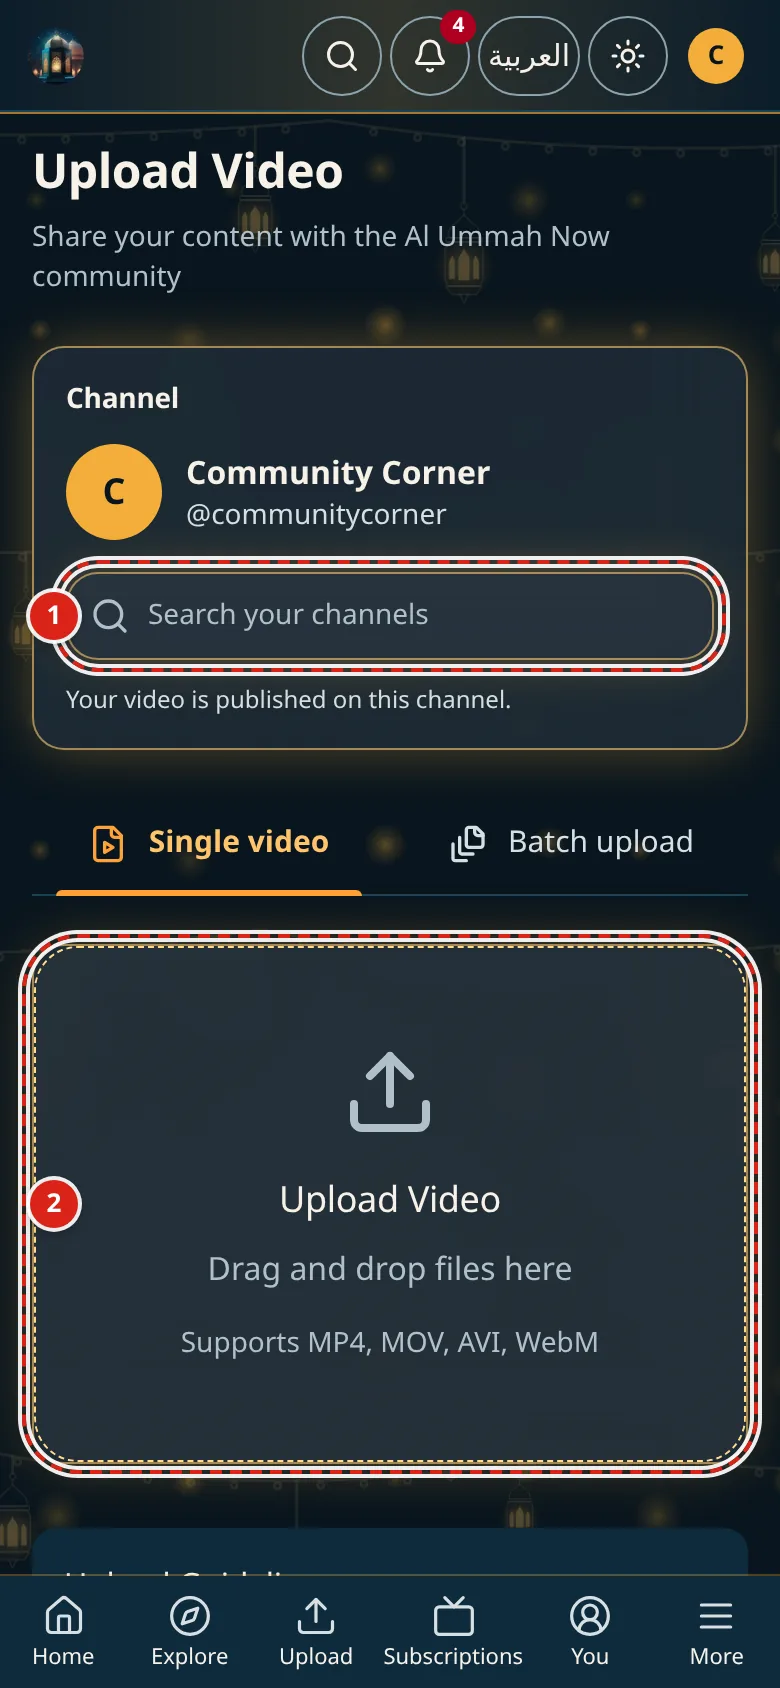 4
العربية
C
Upload Video
Share your content with the Al Ummah Now
community
Channel
C
Community Corner
@communitycorner
1
Search your channels
Your video is published on this channel.
Single video
Batch upload
2
Upload Video
Drag and drop files here
Supports MP4, MOV, AVI, WebM
Home
Explore
Upload
Subscriptions
You
More